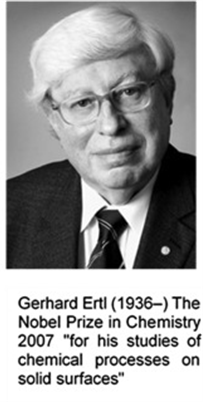 Gerhard Ertl (1936–) The
Nobel Prize in Chemistry
2007 "for his studies of
chemical processes on
solid surfaces"